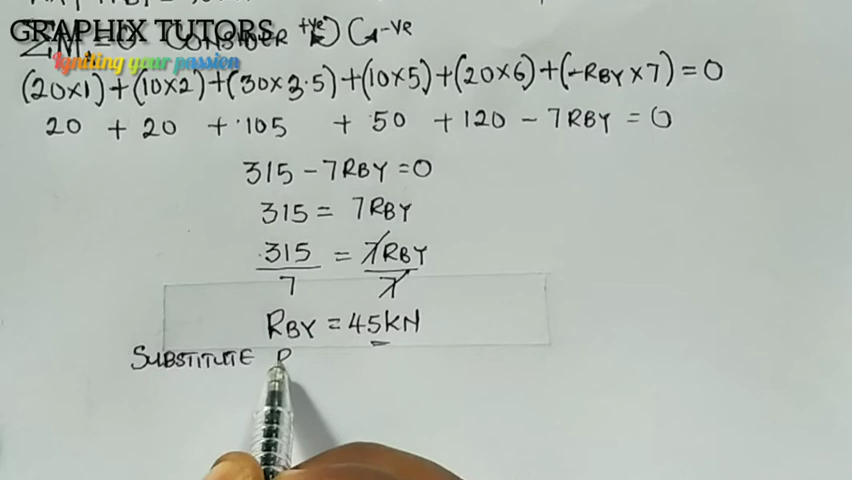 GRAPHIX TUTORS
Igniting your passion
=0 CONSIDER +ve -ve
(20×1)+(10×2)+(30×3.5)+(10×5)+(20×6)+(-RBY×7)=0
20 + 20 + 105 + 50 + 120 - 7RBY = 0
315 - 7RBY = 0
315 = 7RBY
315 = 7RBY
7 7
RBY = 45KN
SUBSTITUTE R